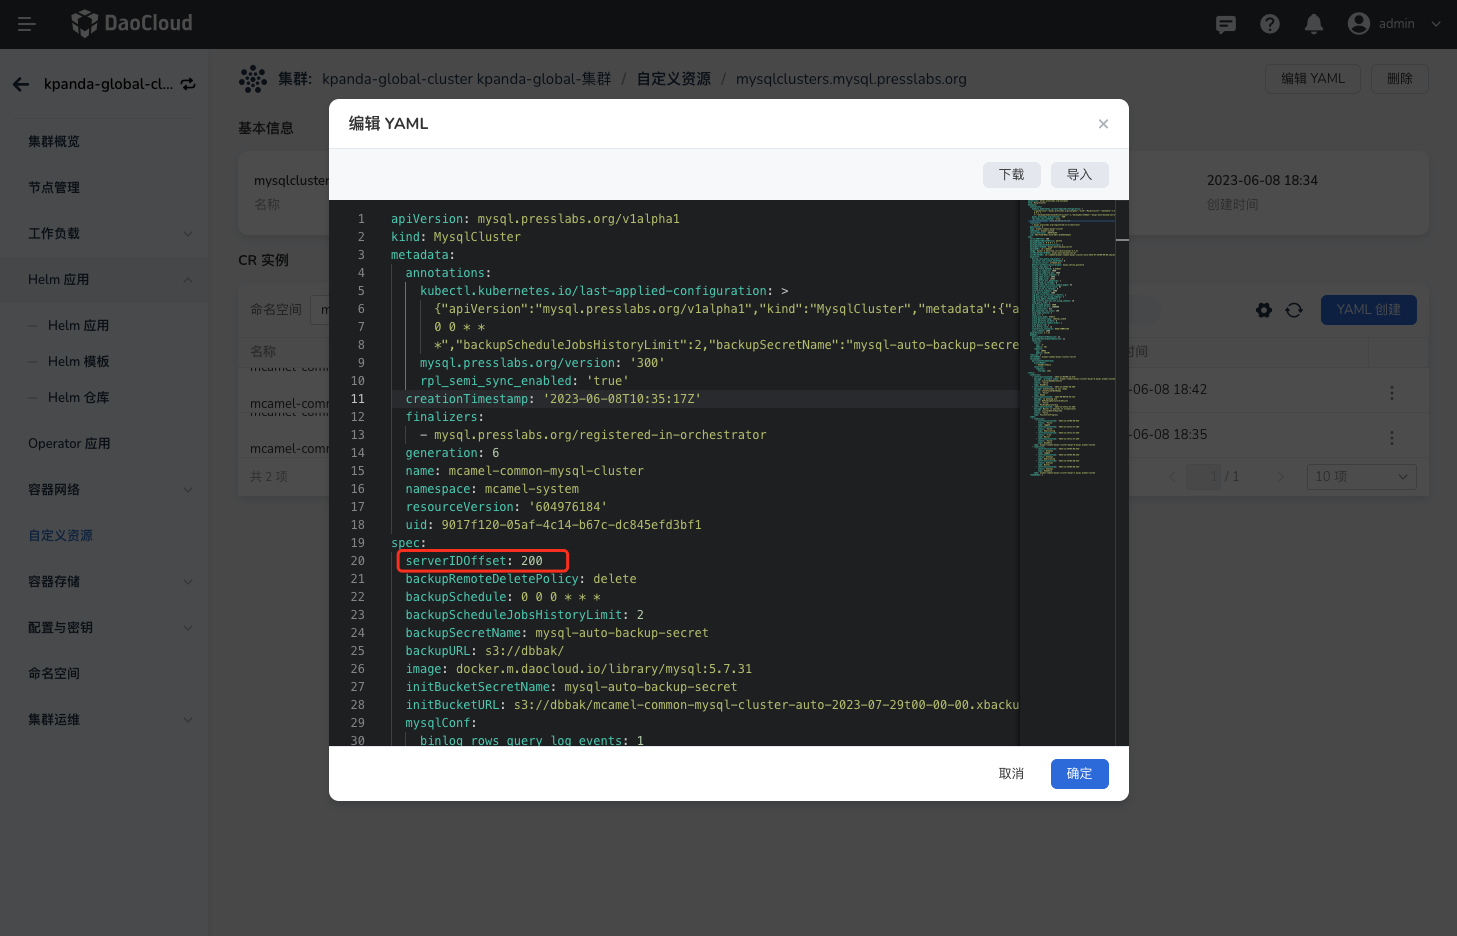 DaoCloud
admin
kpanda-global-cl...
集群: kpanda-global-cluster kpanda-global-集群 / 自定义资源 / mysqlclusters.mysql.presslabs.org
编辑 YAML
删除
集群概览
节点管理
工作负载
Helm 应用
— Helm 应用
— Helm 模板
— Helm 仓库
Operator 应用
容器网络
自定义资源
容器存储
配置与密钥
命名空间
集群运维
基本信息
mysqlcluster
名称
2023-06-08 18:34
创建时间
CR 实例
命名空间
YAML 创建
名称
时间
mcamel-comm
-06-08 18:42
mcamel-comm
-06-08 18:35
共 2 项
1 / 1
10 项
编辑 YAML
下载
导入
1 apiVersion: mysql.presslabs.org/v1alpha1
2 kind: MysqlCluster
3 metadata:
4 annotations:
5 kubectl.kubernetes.io/last-applied-configuration: >
6 {"apiVersion":"mysql.presslabs.org/v1alpha1","kind":"MysqlCluster","metadata":{"a
7 0 0 * *
8 *","backupScheduleJobsHistoryLimit":2,"backupSecretName":"mysql-auto-backup-secre
9 mysql.presslabs.org/version: '300'
10 rpl_semi_sync_enabled: 'true'
11 creationTimestamp: '2023-06-08T10:35:17Z'
12 finalizers:
13 - mysql.presslabs.org/registered-in-orchestrator
14 generation: 6
15 name: mcamel-common-mysql-cluster
16 namespace: mcamel-system
17 resourceVersion: '604976184'
18 uid: 9017f120-05af-4c14-b67c-dc845efd3bf1
19 spec:
20 serverIDOffset: 200
21 backupRemoteDeletePolicy: delete
22 backupSchedule: 0 0 0 * * *
23 backupScheduleJobsHistoryLimit: 2
24 backupSecretName: mysql-auto-backup-secret
25 backupURL: s3://dbbak/
26 image: docker.m.daocloud.io/library/mysql:5.7.31
27 initBucketSecretName: mysql-auto-backup-secret
28 initBucketURL: s3://dbbak/mcamel-common-mysql-cluster-auto-2023-07-29t00-00-00.xbacku
29 mysqlConf:
30 binlog_rows_query_log_events: 1
取消
确定